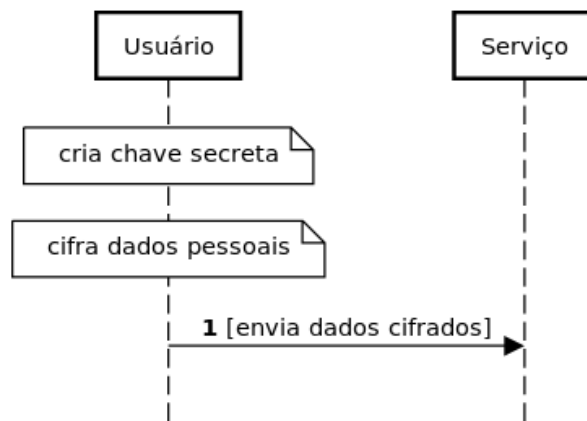 Usuário
Serviço
cria chave secreta
cifra dados pessoais
1 [envia dados cifrados]